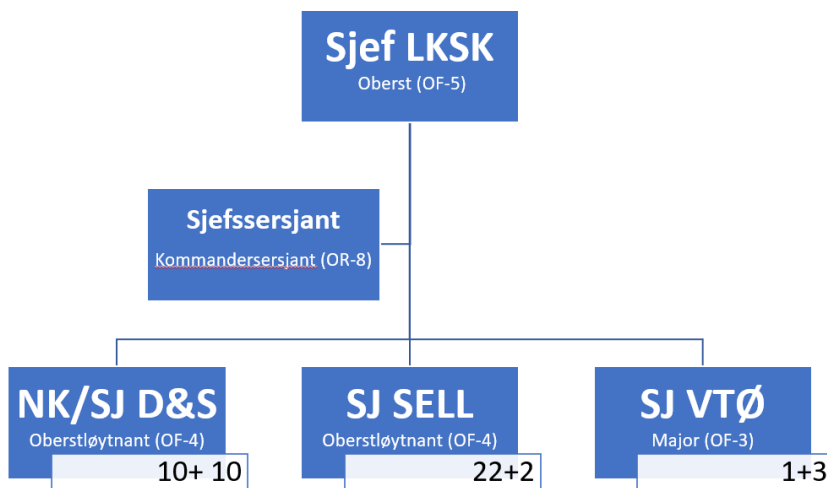 Sjef LKSK
Oberst (OF-5)
Sjefssersjant
Kommandersersjant (OR-8)
NK/SJ D&S
Oberstløytnant (OF-4)
10+ 10
SJ SELL
Oberstløytnant (OF-4)
22+2
SJ VTØ
Major (OF-3)
1+3